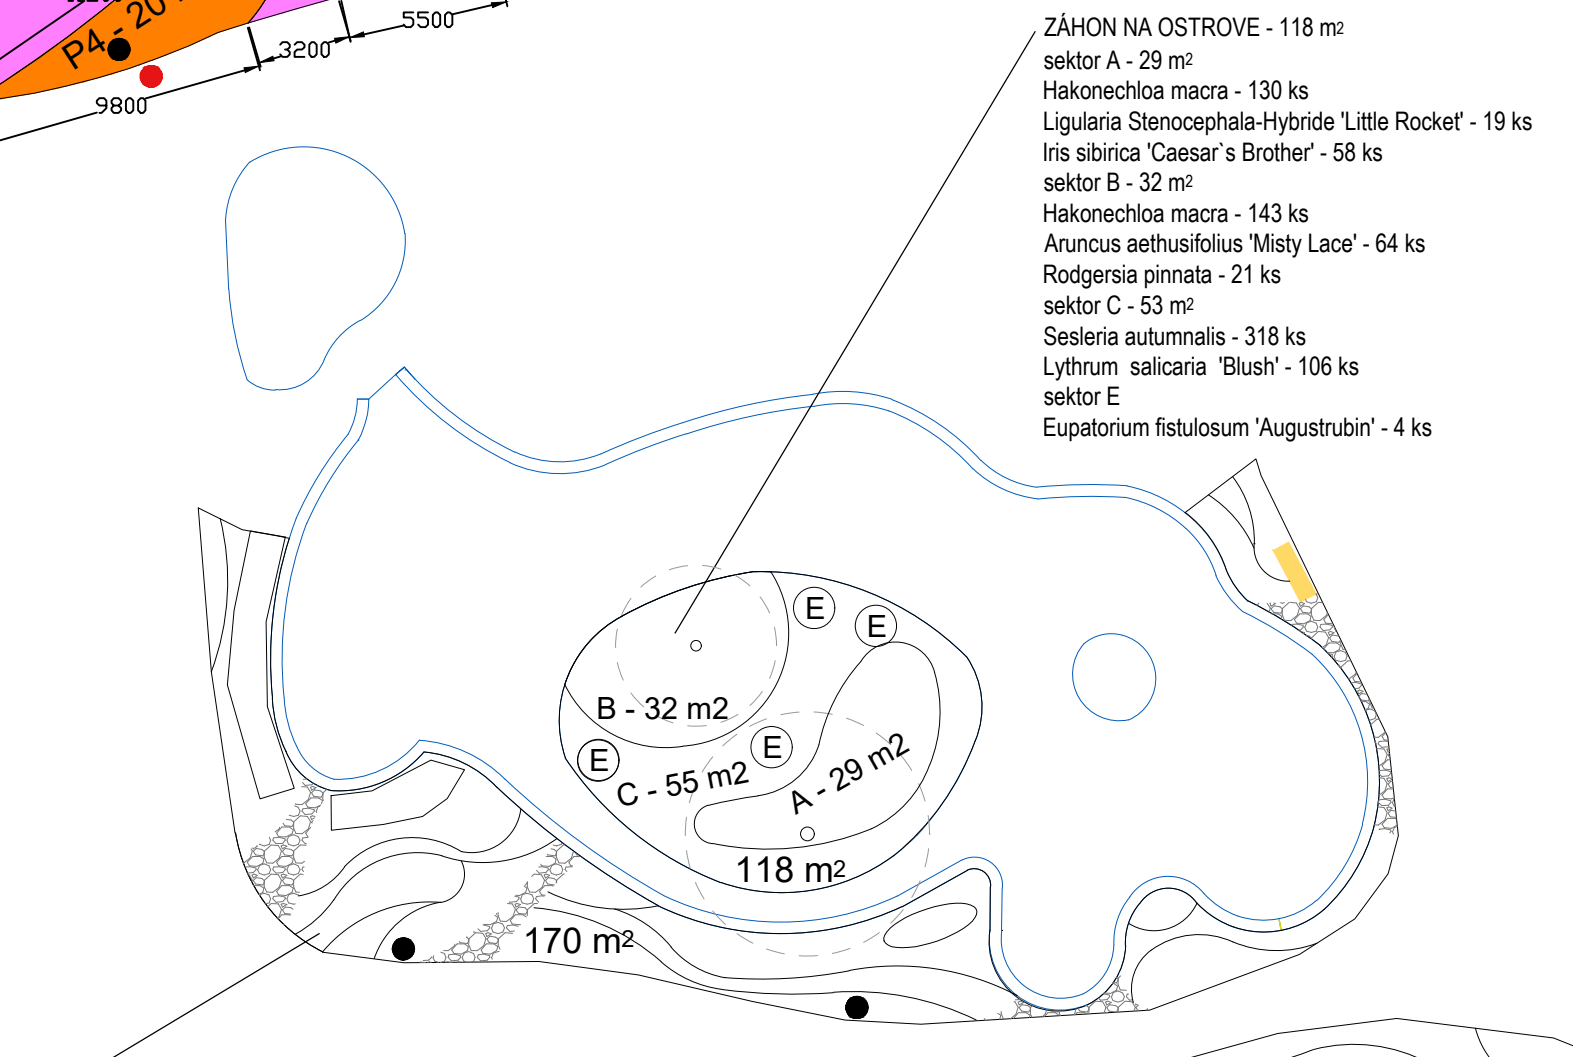 P4 - 20
9800
3200
5500
ZÁHON NA OSTROVE - 118 m2
sektor A - 29 m2
Hakonechloa macra - 130 ks
Ligularia Stenocephala-Hybride 'Little Rocket' - 19 ks
Iris sibirica 'Caesar`s Brother' - 58 ks
sektor B - 32 m2
Hakonechloa macra - 143 ks
Aruncus aethusifolius 'Misty Lace' - 64 ks
Rodgersia pinnata - 21 ks
sektor C - 53 m2
Sesleria autumnalis - 318 ks
Lythrum salicaria 'Blush' - 106 ks
sektor E
Eupatorium fistulosum 'Augustrubin' - 4 ks
E
E
B - 32 m2
E
E
C - 55 m2
A - 29 m2
118 m2
170 m2